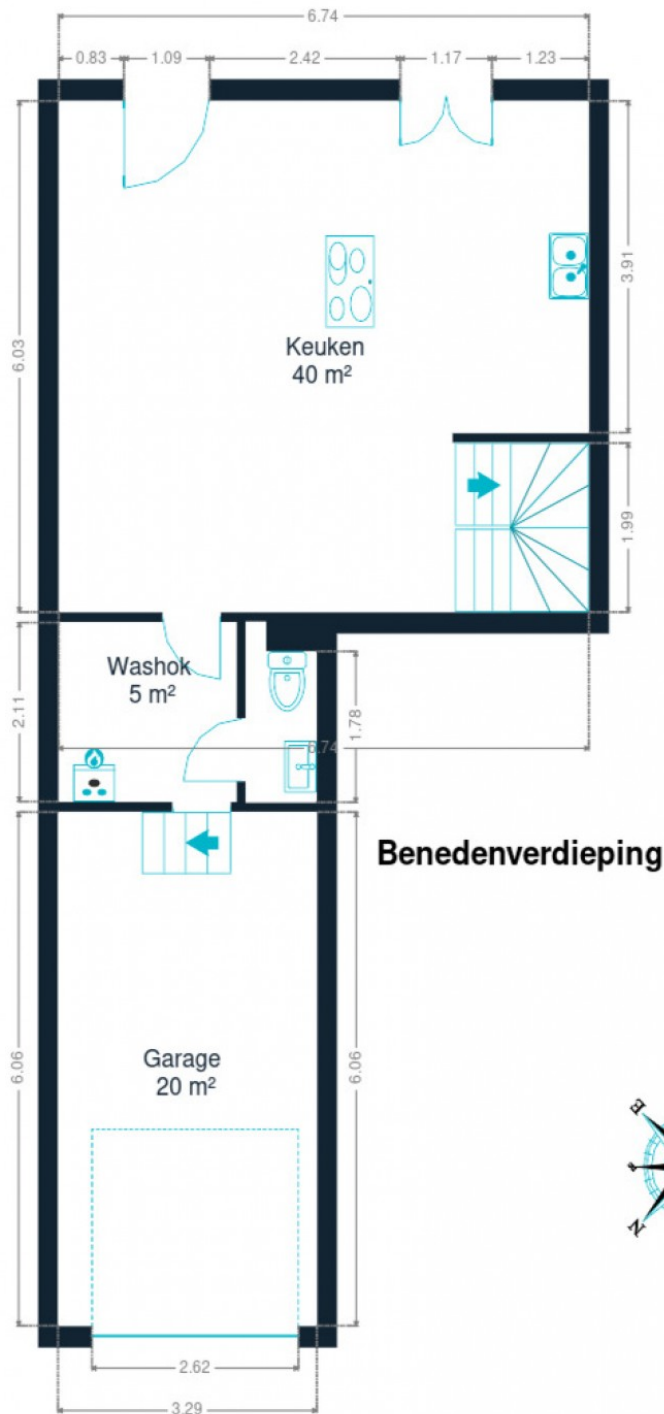 6.74
0.83 1.09 2.42 1.17 1.23
6.03
3.91
Keuken
40 m²
1.99
Washok
5 m²
2.11
1.78
6.74
Benedenverdieping
6.06
6.06
Garage
20 m²
E
N
2.62
3.29